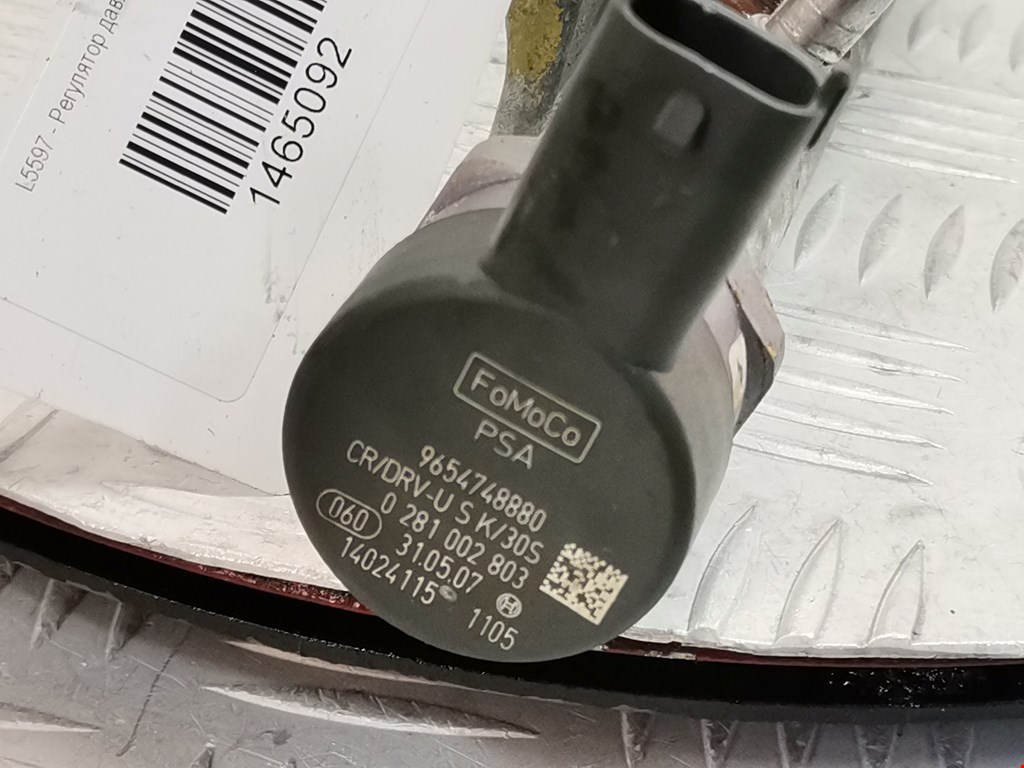 L5597 - Регулятор дав
1465092
FoMoCo
PSA
9654748880
CR/DRV-U S K/30S
0 281 002 803
060 31.05.07
14024115 1105